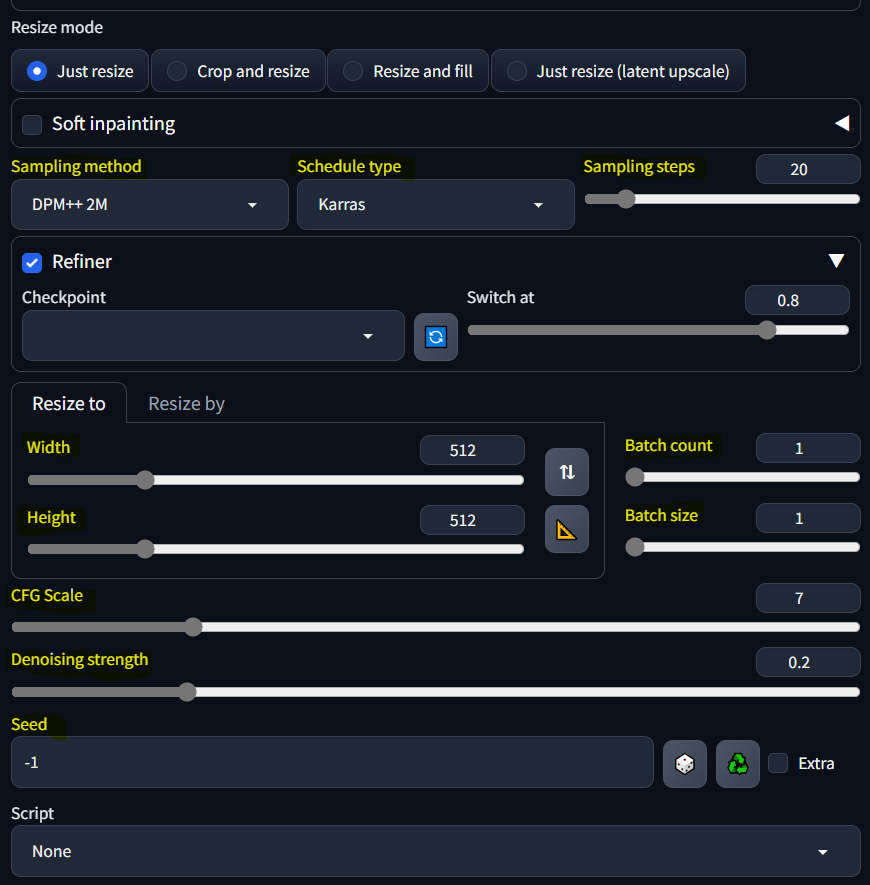 Resize mode
Just resize
Crop and resize
Resize and fill
Just resize (latent upscale)
Soft inpainting
Sampling method
Schedule type
Sampling steps
20
DPM++ 2M
Karras
Refiner
Checkpoint
Switch at
0.8
Resize to
Resize by
Width
512
Batch count
1
Height
512
Batch size
1
CFG Scale
7
Denoising strength
0.2
Seed
-1
Extra
Script
None